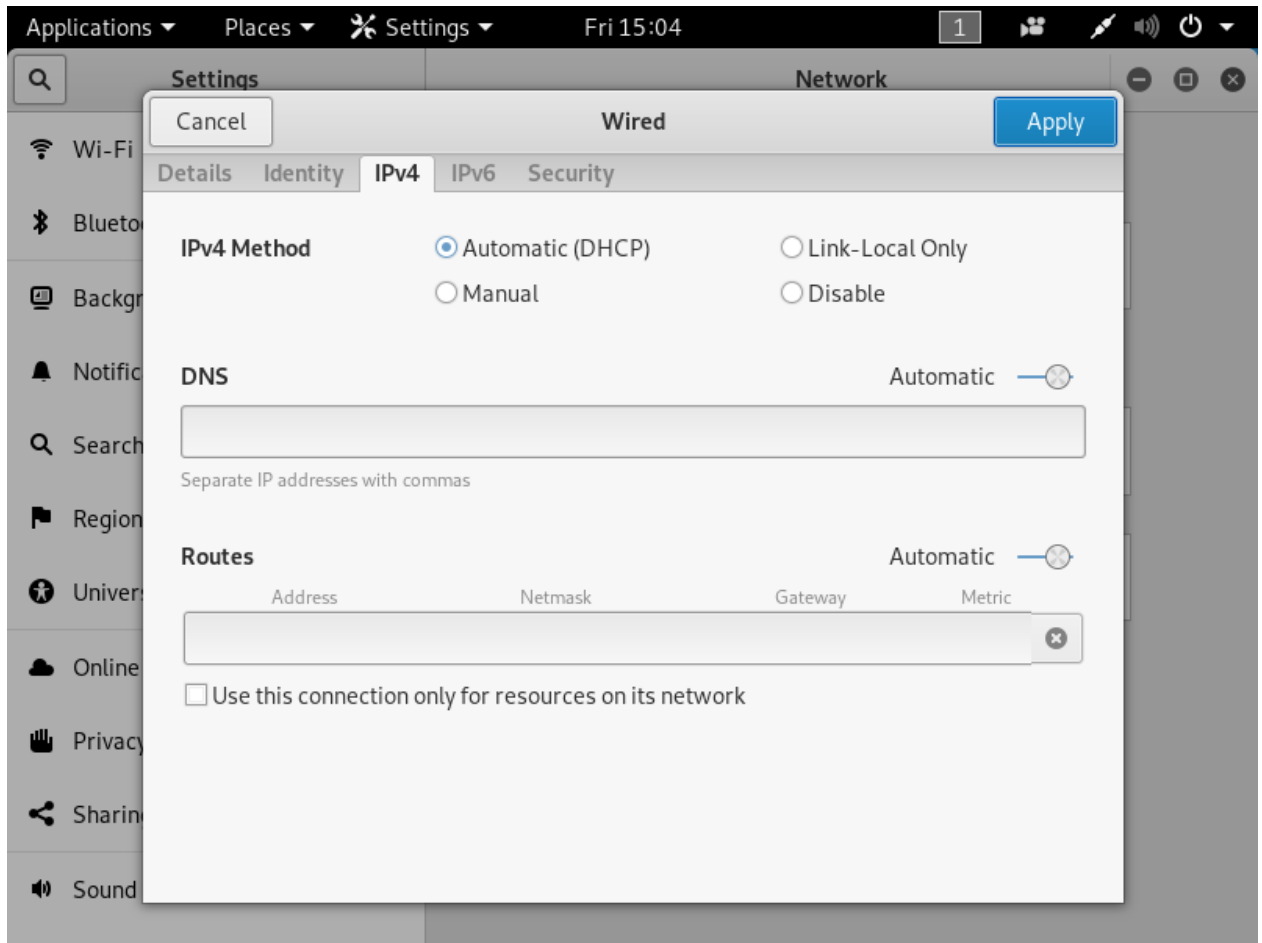 Applications Places Settings Fri 15:04 1
Settings Network
Cancel Wired Apply
Details Identity IPv4 IPv6 Security
Wi-Fi
Blueto
Backgr
Notific
Search
Region
Univers
Online
Privacy
Sharin
Sound
IPv4 Method Automatic (DHCP) Link-Local Only
Manual Disable
DNS Automatic
Separate IP addresses with commas
Routes Automatic
Address Netmask Gateway Metric
Use this connection only for resources on its network